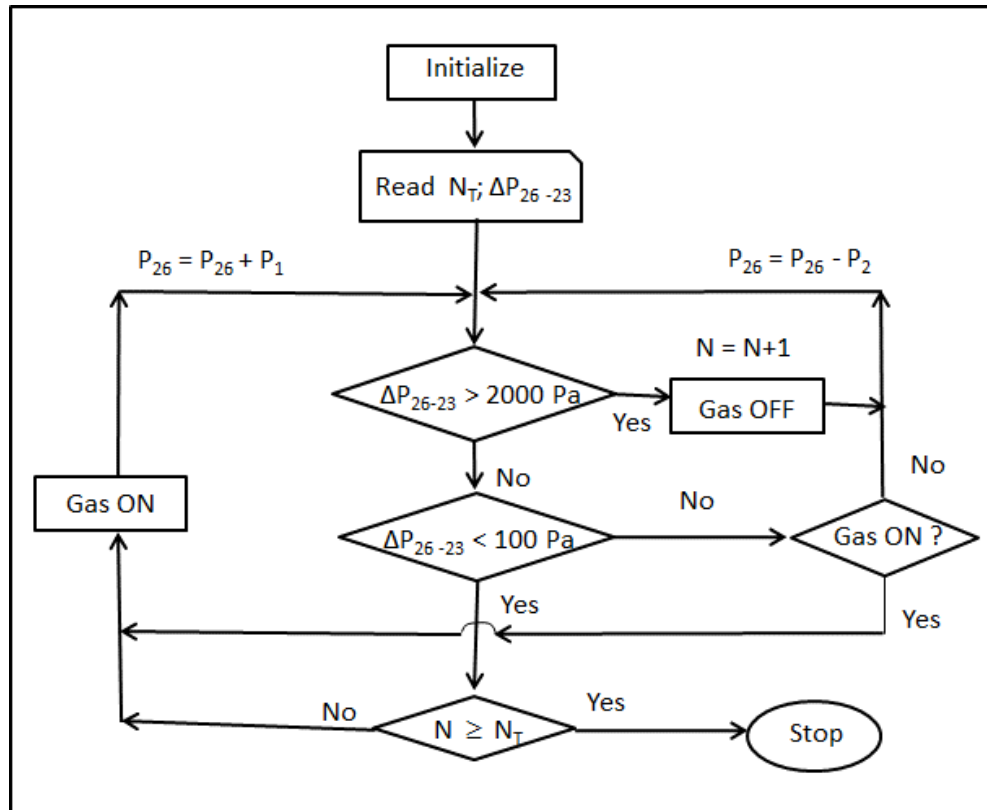 Initialize
Read N_T; ΔP_26 -23
P_26 = P_26 + P_1
P_26 = P_26 - P_2
N = N+1
ΔP_26-23 > 2000 Pa
Yes
Gas OFF
No
No
Gas ON
No
ΔP_26 -23 < 100 Pa
Gas ON ?
Yes
Yes
No
N ≥ N_T
Yes
Stop